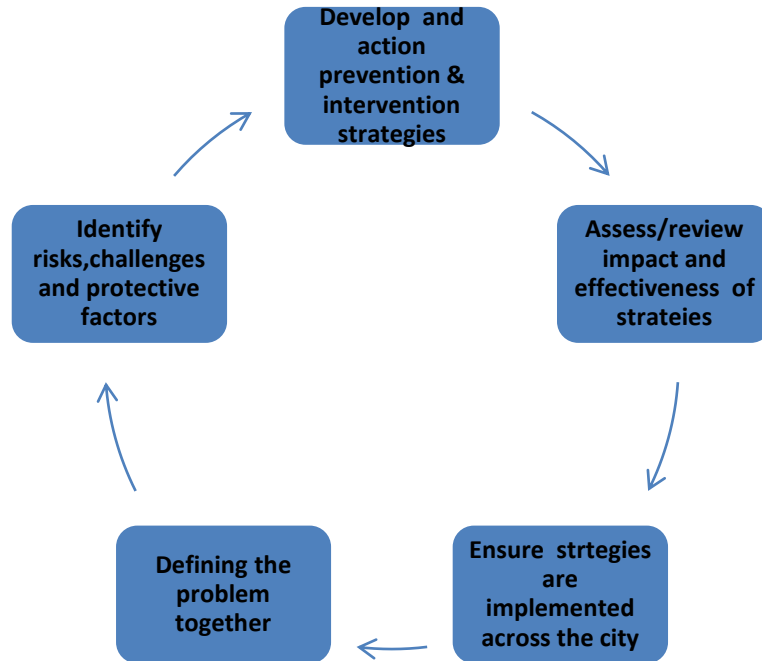 Develop and
action
prevention &
intervention
strategies
Identify
risks,challenges
and protective
factors
Assess/review
impact and
effectiveness of
strateies
Defining the
problem
together
Ensure strtegies
are
implemented
across the city